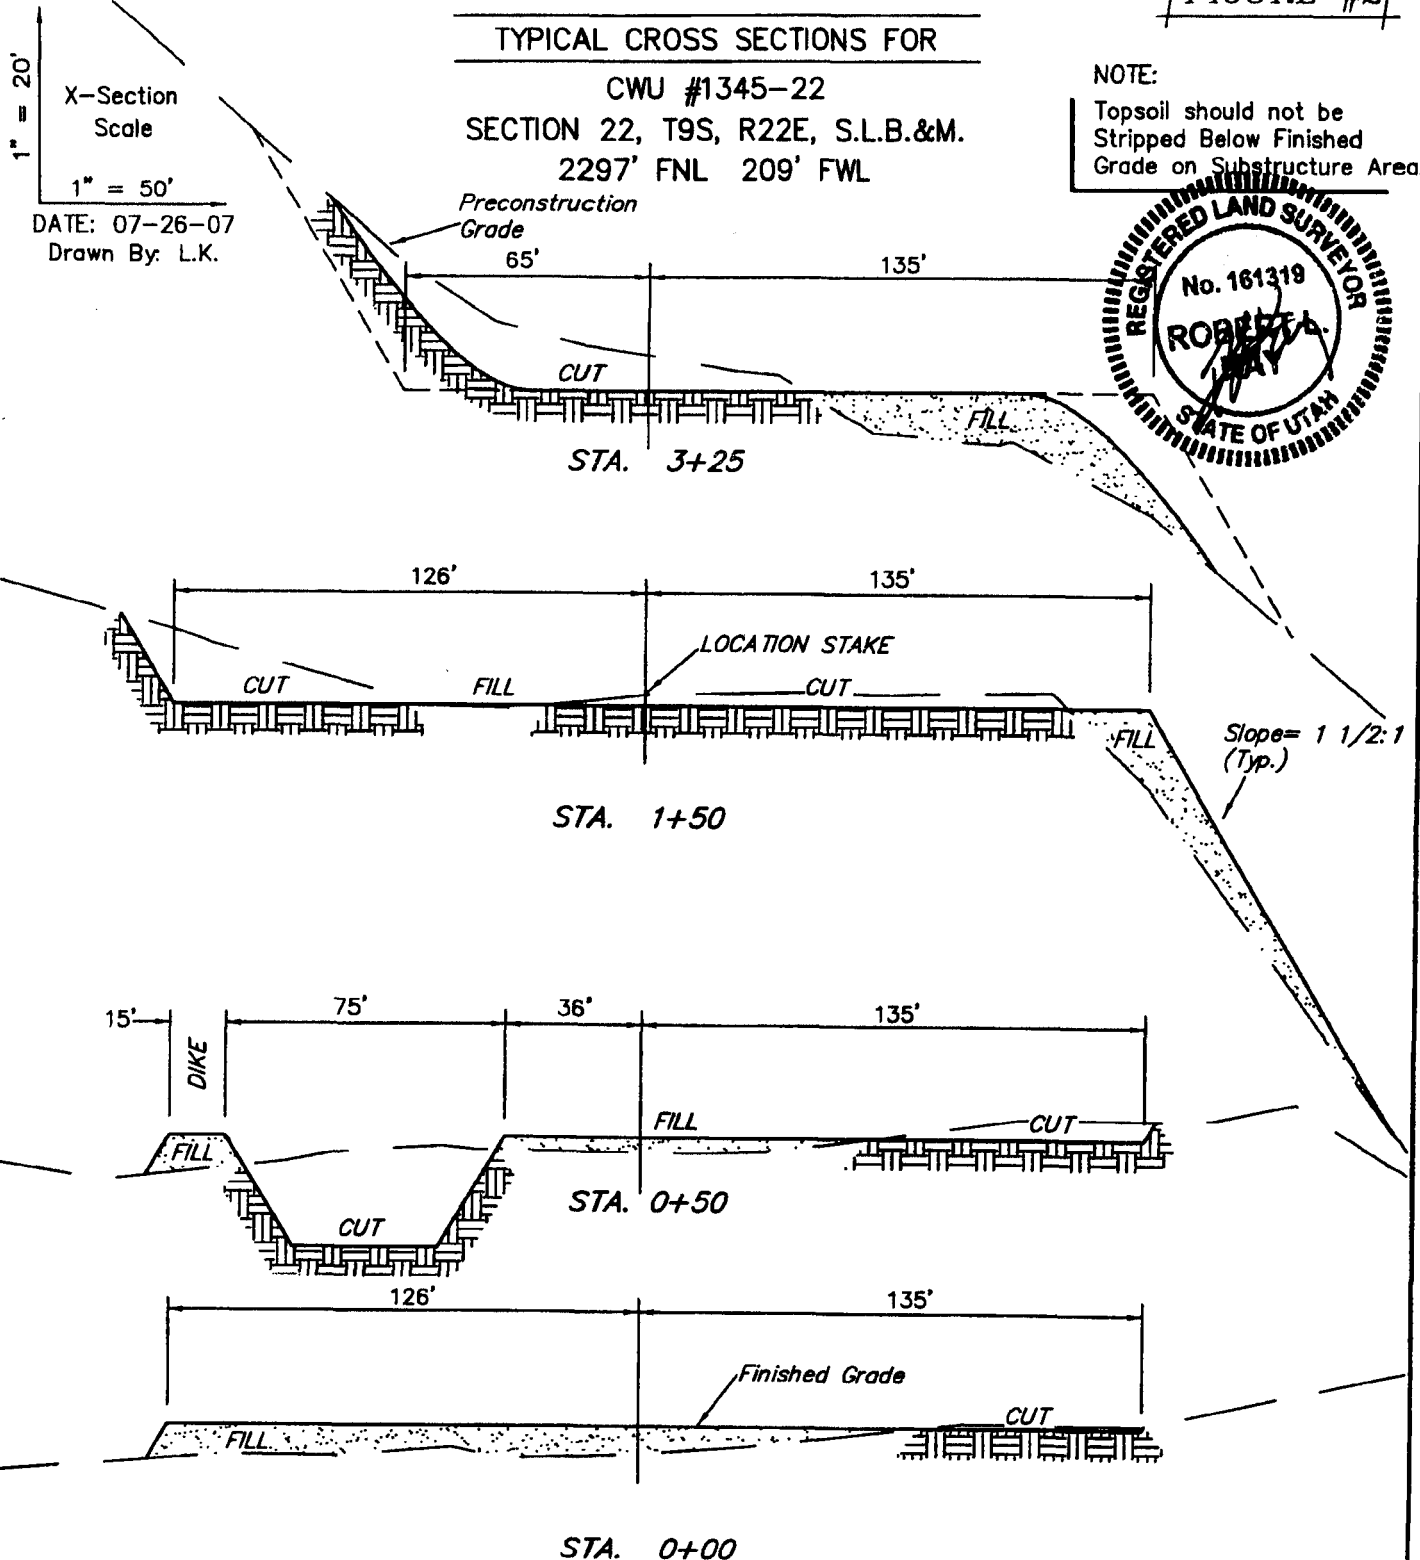 FIGURE #2
TYPICAL CROSS SECTIONS FOR
CWU #1345-22
SECTION 22, T9S, R22E, S.L.B.&M.
2297' FNL 209' FWL
1" = 20'
X-Section
Scale
1" = 50'
DATE: 07-26-07
Drawn By: L.K.
NOTE:
Topsoil should not be
Stripped Below Finished
Grade on Substructure Area
REGISTERED LAND SURVEYOR
No. 161319
ROBERT L.
KAY
STATE OF UTAH
Preconstruction
Grade
65'
135'
CUT
FILL
STA. 3+25
126'
135'
LOCATION STAKE
CUT
FILL
CUT
FILL
Slope= 1 1/2:1
(Typ.)
STA. 1+50
15'
75'
36'
135'
DIKE
FILL
FILL
CUT
CUT
STA. 0+50
126'
135'
Finished Grade
FILL
CUT
STA. 0+00